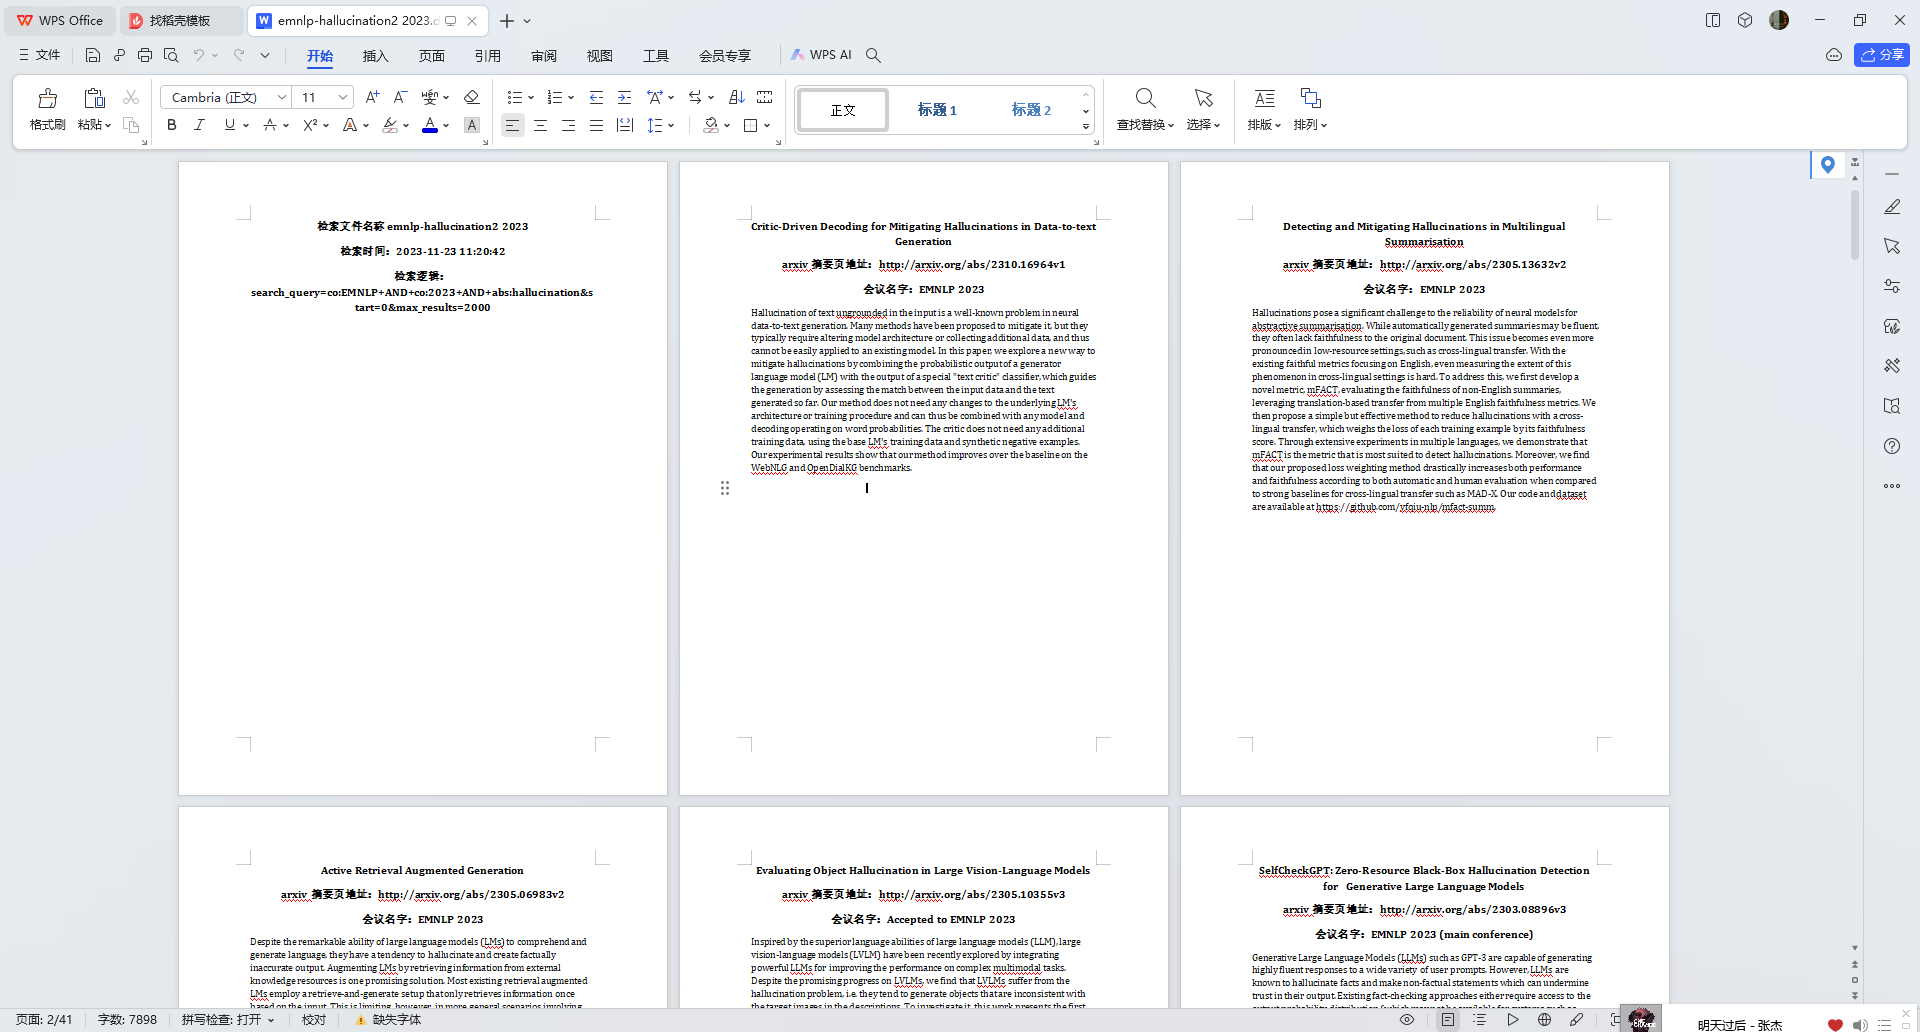 WPS Office
找稻壳模板
emnlp-hallucination2 2023.d
文件
开始
插入
页面
引用
审阅
视图
工具
会员专享
WPS AI
分享
格式刷
粘贴
Cambria (正文)
11
正文
标题 1
标题 2
查找替换
选择
排版
排列
检索文件名称 emnlp-hallucination2 2023
检索时间：2023-11-23 11:20:42
检索逻辑：
search_query=co:EMNLP+AND+co:2023+AND+abs:hallucination&s
tart=0&max_results=2000
Critic-Driven Decoding for Mitigating Hallucinations in Data-to-text
Generation
arxiv 摘要页地址：http://arxiv.org/abs/2310.16964v1
会议名字：EMNLP 2023
Hallucination of text ungrounded in the input is a well-known problem in neural
data-to-text generation. Many methods have been proposed to mitigate it, but they
typically require altering model architecture or collecting additional data, and thus
cannot be easily applied to an existing model. In this paper, we explore a new way to
mitigate hallucinations by combining the probabilistic output of a generator
language model (LM) with the output of a special "text critic" classifier, which guides
the generation by assessing the match between the input data and the text
generated so far. Our method does not need any changes to the underlying LM's
architecture or training procedure and can thus be combined with any model and
decoding operating on word probabilities. The critic does not need any additional
training data, using the base LM's training data and synthetic negative examples.
Our experimental results show that our method improves over the baseline on the
WebNLG and OpenDialKG benchmarks.
Detecting and Mitigating Hallucinations in Multilingual
Summarisation
arxiv 摘要页地址：http://arxiv.org/abs/2305.13632v2
会议名字：EMNLP 2023
Hallucinations pose a significant challenge to the reliability of neural models for
abstractive summarisation. While automatically generated summaries may be fluent,
they often lack faithfulness to the original document. This issue becomes even more
pronounced in low-resource settings, such as cross-lingual transfer. With the
existing faithful metrics focusing on English, even measuring the extent of this
phenomenon in cross-lingual settings is hard. To address this, we first develop a
novel metric, mFACT, evaluating the faithfulness of non-English summaries,
leveraging translation-based transfer from multiple English faithfulness metrics. We
then propose a simple but effective method to reduce hallucinations with a cross-
lingual transfer, which weighs the loss of each training example by its faithfulness
score. Through extensive experiments in multiple languages, we demonstrate that
mFACT is the metric that is most suited to detect hallucinations. Moreover, we find
that our proposed loss weighting method drastically increases both performance
and faithfulness according to both automatic and human evaluation when compared
to strong baselines for cross-lingual transfer such as MAD-X. Our code and dataset
are available at https://github.com/yfqiu-nlp/mfact-summ.
Active Retrieval Augmented Generation
arxiv 摘要页地址：http://arxiv.org/abs/2305.06983v2
会议名字：EMNLP 2023
Despite the remarkable ability of large language models (LMs) to comprehend and
generate language, they have a tendency to hallucinate and create factually
inaccurate output. Augmenting LMs by retrieving information from external
knowledge resources is one promising solution. Most existing retrieval augmented
LMs employ a retrieve-and-generate setup that only retrieves information once
based on the input. This is limiting, however, in more general scenarios involving
Evaluating Object Hallucination in Large Vision-Language Models
arxiv 摘要页地址：http://arxiv.org/abs/2305.10355v3
会议名字：Accepted to EMNLP 2023
Inspired by the superior language abilities of large language models (LLM), large
vision-language models (LVLM) have been recently explored by integrating
powerful LLMs for improving the performance on complex multimodal tasks.
Despite the promising progress on LVLMs, we find that LVLMs suffer from the
hallucination problem, i.e. they tend to generate objects that are inconsistent with
the target images in the descriptions. To investigate it, this work presents the first
SelfCheckGPT: Zero-Resource Black-Box Hallucination Detection
for Generative Large Language Models
arxiv 摘要页地址：http://arxiv.org/abs/2303.08896v3
会议名字：EMNLP 2023 (main conference)
Generative Large Language Models (LLMs) such as GPT-3 are capable of generating
highly fluent responses to a wide variety of user prompts. However, LLMs are
known to hallucinate facts and make non-factual statements which can undermine
trust in their output. Existing fact-checking approaches either require access to the
页面: 2/41
字数: 7898
拼写检查: 打开
校对
缺失字体
明天过后 - 张杰